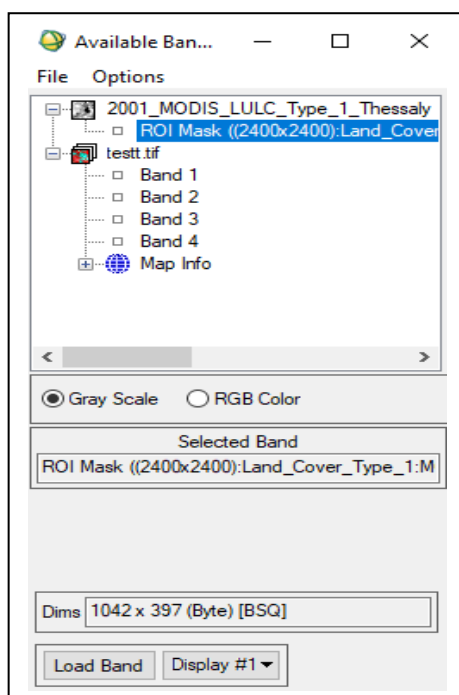 Available Ban...
File Options
2001_MODIS_LULC_Type_1_Thessaly
ROI Mask ((2400x2400):Land_Cover
testt.tif
Band 1
Band 2
Band 3
Band 4
Map Info
Gray Scale RGB Color
Selected Band
ROI Mask ((2400x2400):Land_Cover_Type_1:M
Dims 1042 x 397 (Byte) [BSQ]
Load Band Display #1